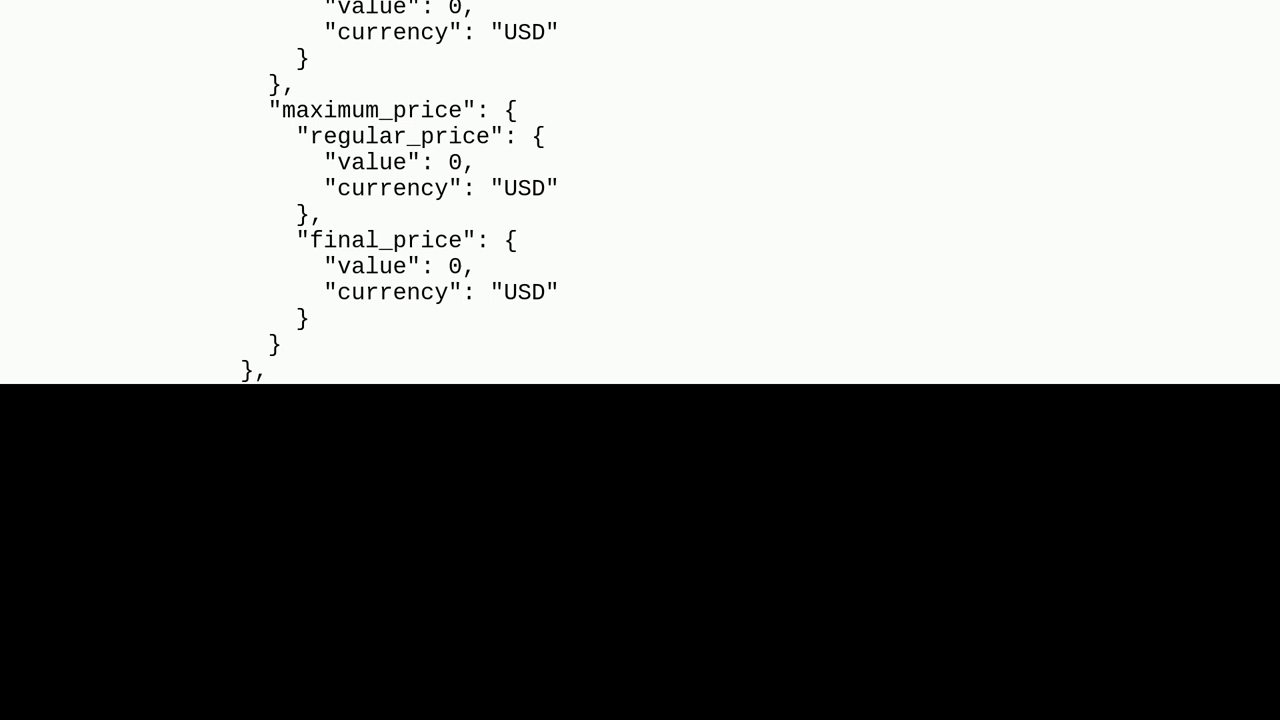 "value": 0,
"currency": "USD"
}
},
"maximum_price": {
"regular_price": {
"value": 0,
"currency": "USD"
},
"final_price": {
"value": 0,
"currency": "USD"
}
}
},